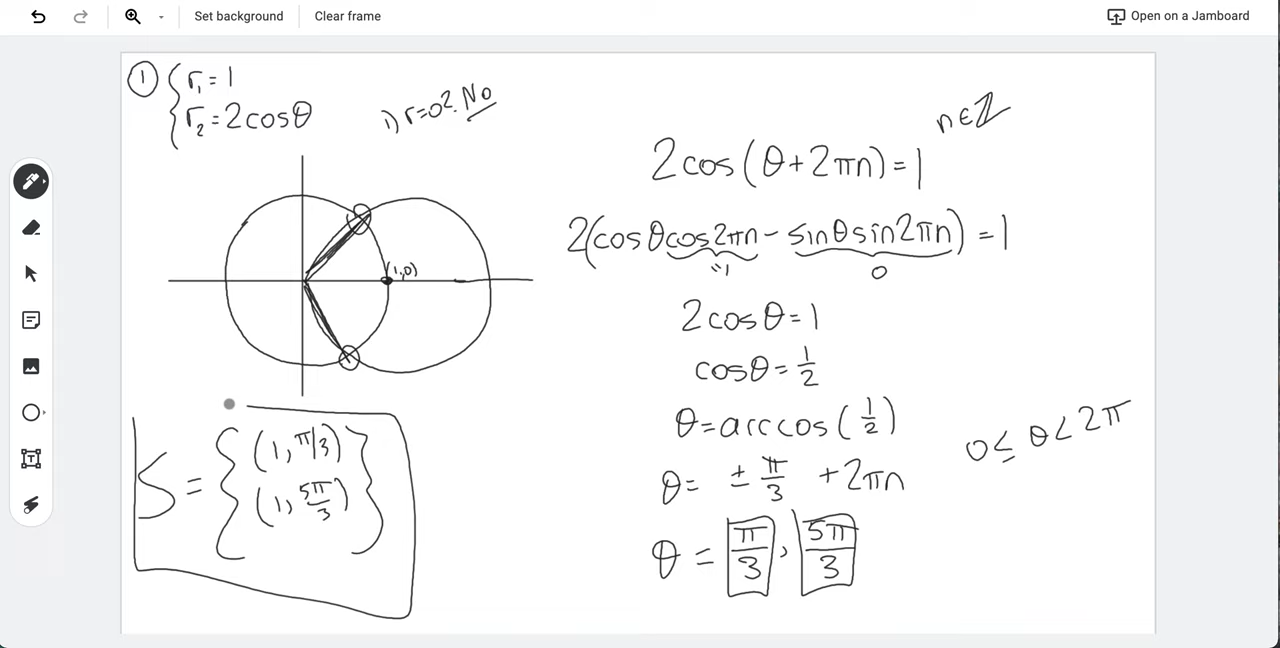 Set background
Clear frame
Open on a Jamboard
① { r₁ = 1
r₂ = 2cosθ
1) r=0? No
(1,0)
S = { (1, π/3)
(1, 5π/3) }
n∈ℤ
2cos(θ+2πn)=1
2(cosθcos2πn - sinθsin2πn) = 1
"1
0
2cosθ=1
cosθ=1/2
θ=arccos(1/2)
0≤θ<2π
θ= ±π/3 +2πn
θ = π/3, 5π/3